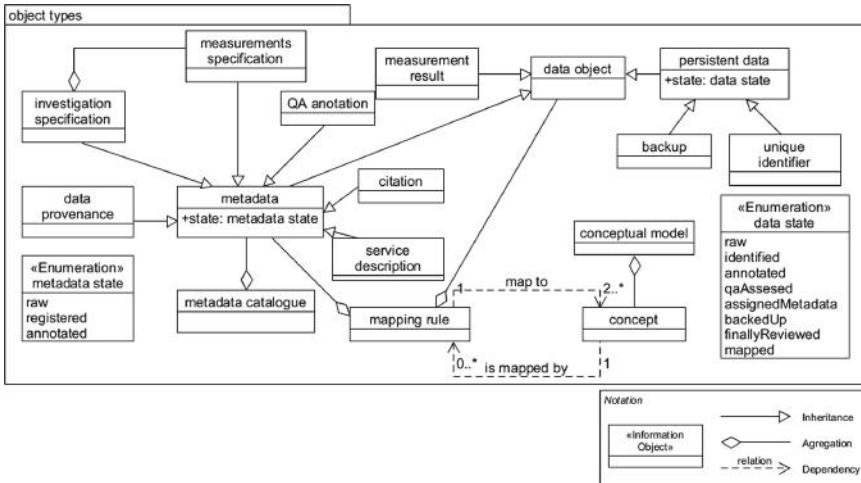 object types
measurements
specification
measurement
result
data object
persistent data
+state: data state
investigation
specification
QA anotation
backup
unique
identifier
data
provenance
metadata
+state: metadata state
citation
service
description
conceptual model
«Enumeration»
data state
raw
identified
annotated
qaAssesed
assignedMetadata
backedUp
finallyReviewed
mapped
«Enumeration»
metadata state
raw
registered
annotated
metadata catalogue
mapping rule
1
map to
2..*
concept
0..*
is mapped by
1
Notation
«Information
Object»
Inheritance
Agregation
relation
Dependency